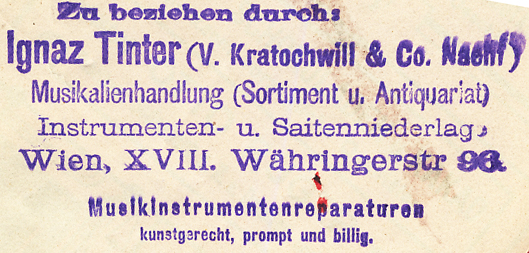 Zu beziehen durch:
Ignaz Tinter (V. Kratochwill & Co. Nachf)
Musikalienhandlung (Sortiment u. Antiquariat)
Instrumenten- u. Saitenniederlag.
Wien, XVIII. Währingerstr 96.
Musikinstrumentenreparaturen
kunstgerecht, prompt und billig.